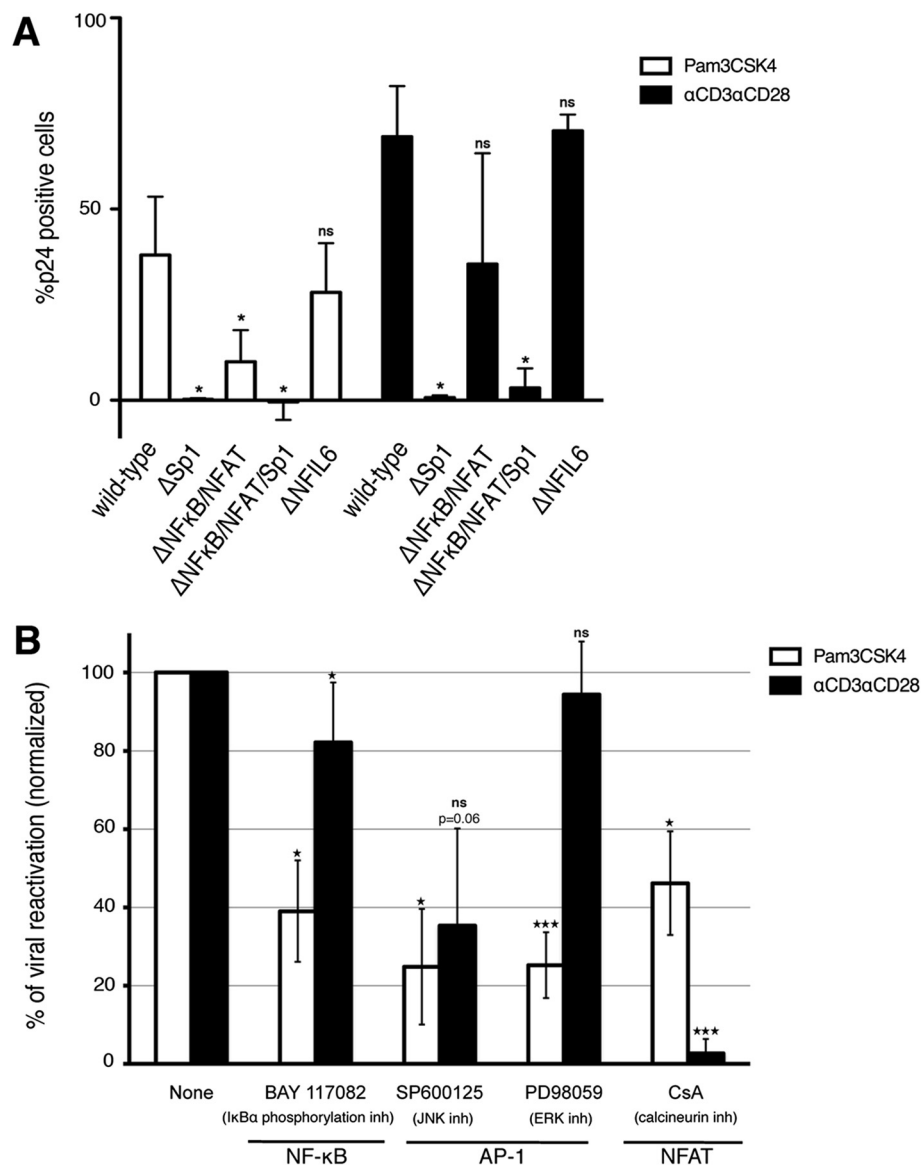 A
100
50
0
%p24 positive cells
Pam3CSK4
αCD3αCD28
*
*
*
ns
*
ns
*
ns
wild-type
ΔSp1
ΔNFκB/NFAT
ΔNFκB/NFAT/Sp1
ΔNFIL6
wild-type
ΔSp1
ΔNFκB/NFAT
ΔNFκB/NFAT/Sp1
ΔNFIL6
B
100
80
60
40
20
0
% of viral reactivation (normalized)
Pam3CSK4
αCD3αCD28
★
★
★
ns
p=0.06
★★★
ns
★
★★★
None
BAY 117082
(IκBα phosphorylation inh)
SP600125
(JNK inh)
PD98059
(ERK inh)
CsA
(calcineurin inh)
NF-κB
AP-1
NFAT